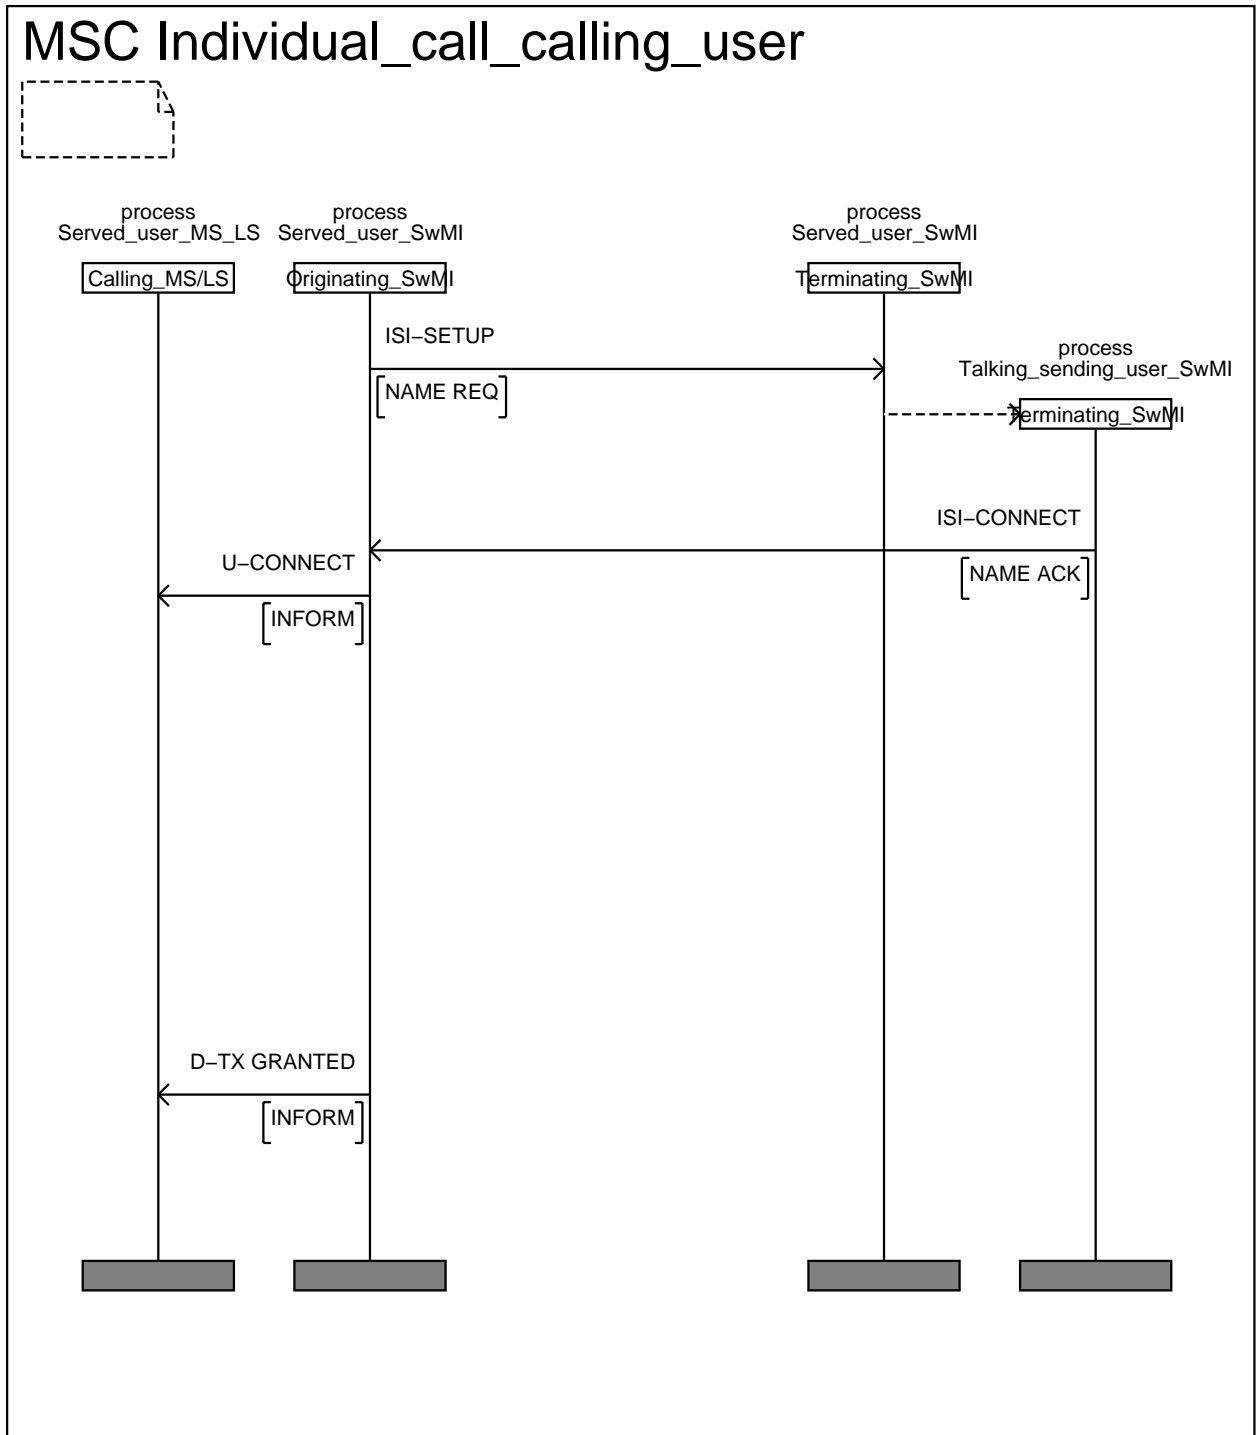 MSC Individual_call_calling_user
process
Served_user_MS_LS
process
Served_user_SwMI
process
Served_user_SwMI
Calling_MS/LS
Originating_SwMI
Terminating_SwMI
ISI–SETUP
process
Talking_sending_user_SwMI
NAME REQ
Terminating_SwMI
ISI–CONNECT
U–CONNECT
NAME ACK
INFORM
D–TX GRANTED
INFORM